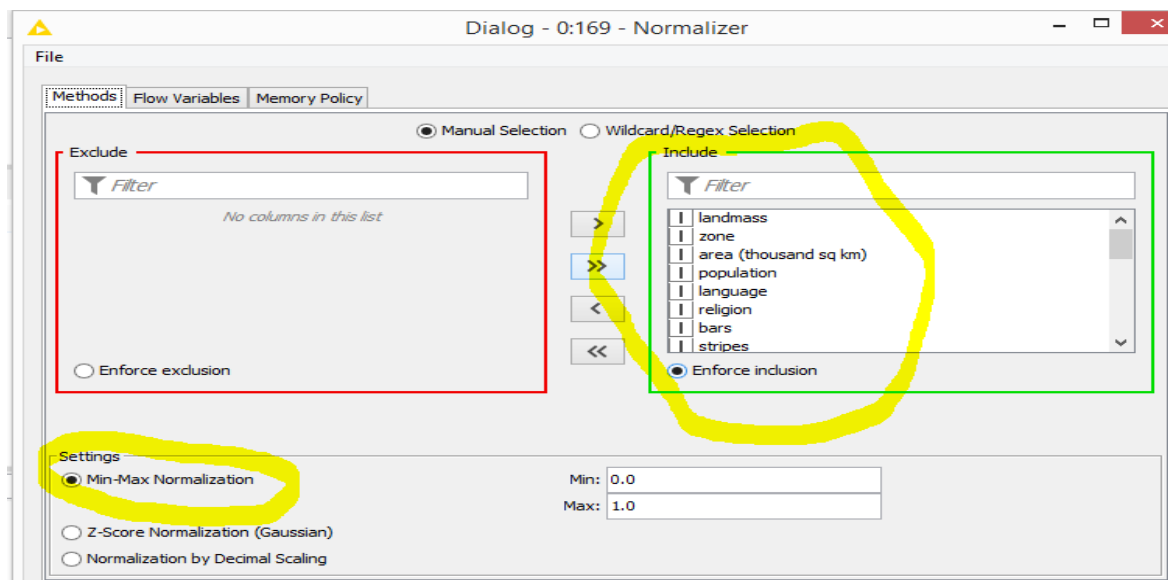 Dialog - 0:169 - Normalizer
File
Methods Flow Variables Memory Policy
Manual Selection Wildcard/Regex Selection
Exclude
Include
Filter
Filter
No columns in this list
landmass
zone
area (thousand sq km)
population
language
religion
bars
stripes
>
>>
<
<<
Enforce exclusion
Enforce inclusion
Settings
Min-Max Normalization
Min: 0.0
Max: 1.0
Z-Score Normalization (Gaussian)
Normalization by Decimal Scaling